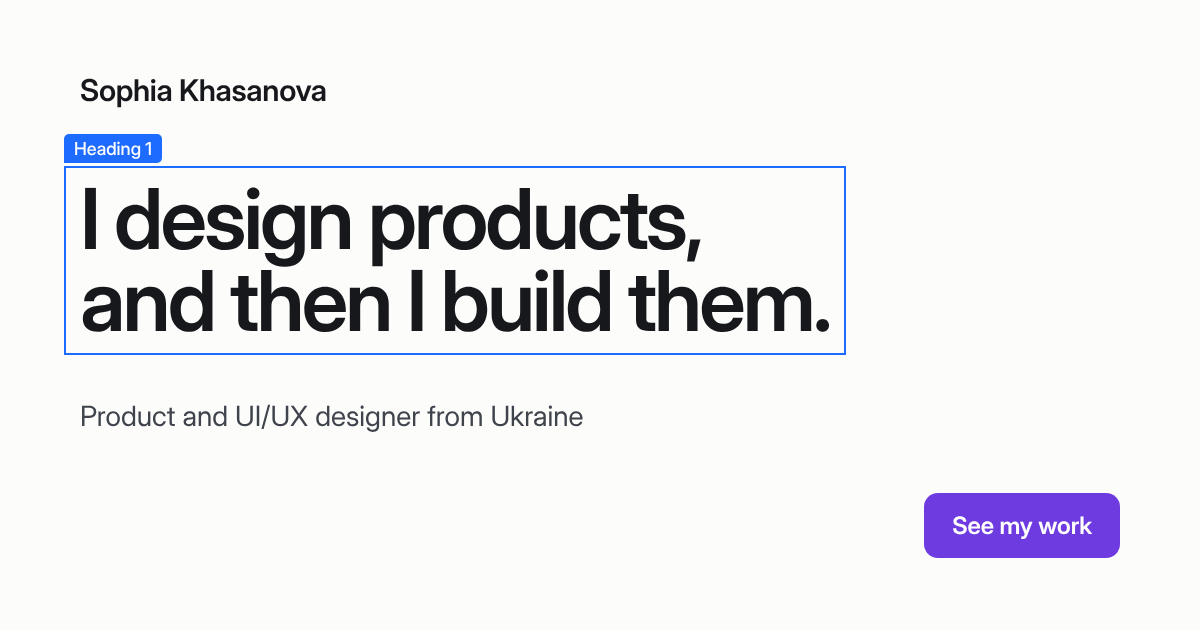 Sophia Khasanova
Heading 1
I design products,
and then I build them.
Product and UI/UX designer from Ukraine
See my work